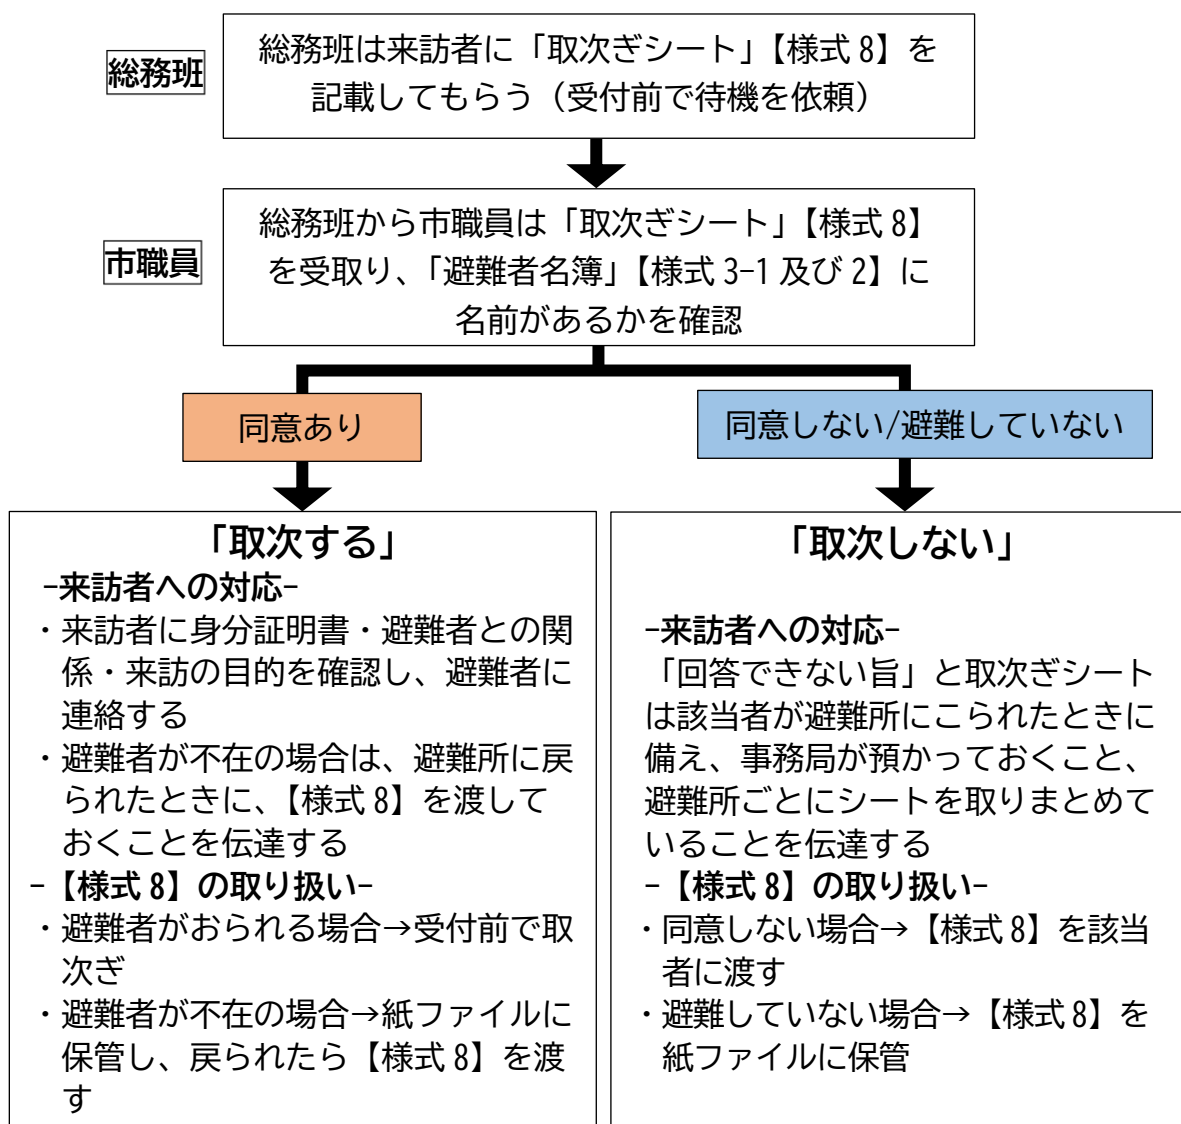 総務班
総務班は来訪者に「取次ぎシート」【様式 8】を
記載してもらう（受付前で待機を依頼）
市職員
総務班から市職員は「取次ぎシート」【様式 8】
を受取り、「避難者名簿」【様式 3-1 及び 2】に
名前があるかを確認
同意あり
同意しない/避難していない
「取次する」
-来訪者への対応-
・来訪者に身分証明書・避難者との関
係・来訪の目的を確認し、避難者に
連絡する
・避難者が不在の場合は、避難所に戻
られたときに、【様式 8】を渡して
おくことを伝達する
-【様式 8】の取り扱い-
・避難者がおられる場合→受付前で取
次ぎ
・避難者が不在の場合→紙ファイルに
保管し、戻られたら【様式 8】を渡
す
「取次しない」
-来訪者への対応-
「回答できない旨」と取次ぎシート
は該当者が避難所にこられたときに
備え、事務局が預かっておくこと、
避難所ごとにシートを取りまとめて
いることを伝達する
-【様式 8】の取り扱い-
・同意しない場合→【様式 8】を該当
者に渡す
・避難していない場合→【様式 8】を
紙ファイルに保管